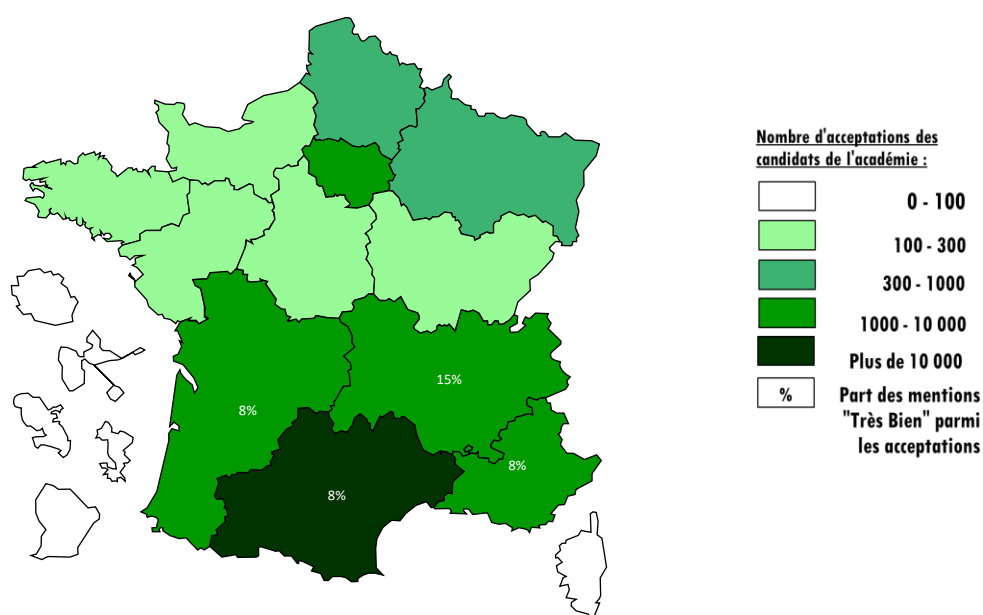 Nombre d'acceptations des
candidats de l'académie :
0 - 100
100 - 300
300 - 1000
1000 - 10 000
Plus de 10 000
%
Part des mentions
"Très Bien" parmi
les acceptations
15%
8%
8%
8%